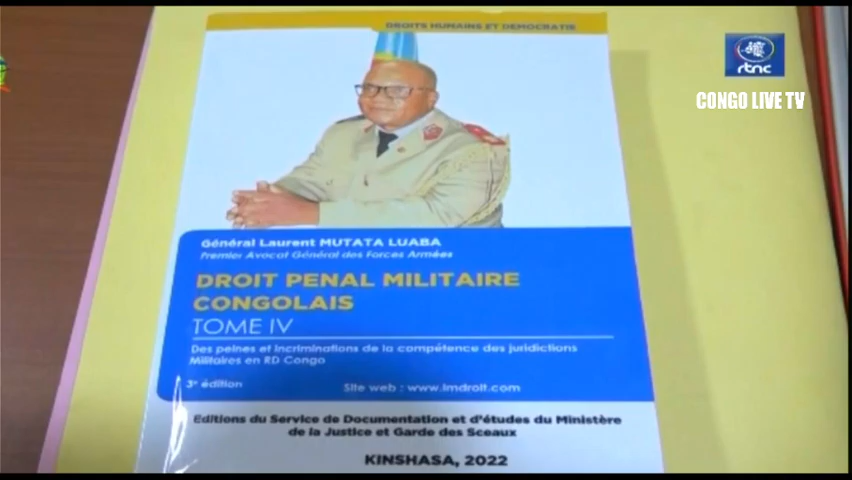 DROITS HUMAINS ET DEMOCRATIE
rtnc
CONGO LIVE TV
Général Laurent MUTATA LUABA
Premier Avocat Général des Forces Armées
DROIT PENAL MILITAIRE
CONGOLAIS
TOME IV
Des peines et incriminations de la compétence des juridictions
Militaires en RD Congo
3e édition
Site web : www.lmdroit.com
Editions du Service de Documentation et d'études du Ministère
de la Justice et Garde des Sceaux
KINSHASA, 2022